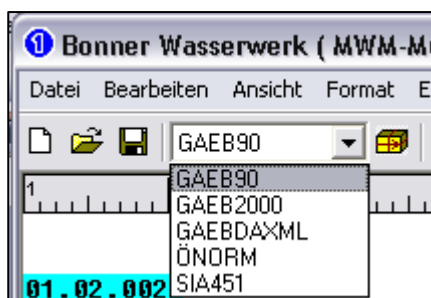 Bonner Wasserwerk ( MWM-M
Datei Bearbeiten Ansicht Format E
GAEB90
GAEB90
1
GAEB2000
GAEBDAXML
ÖNORM
01.02.002 SIA451